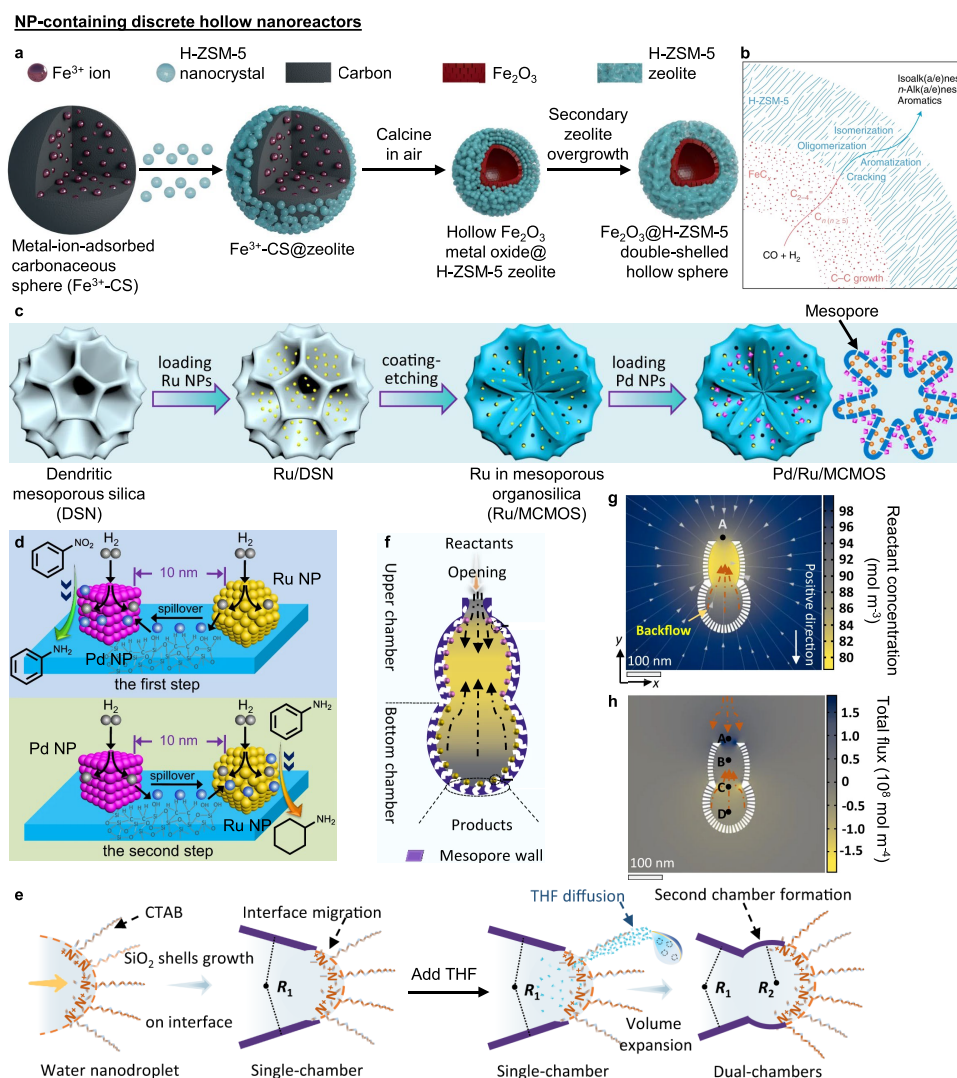 NP-containing discrete hollow nanoreactors
a
Fe³⁺ ion
H-ZSM-5
nanocrystal
Carbon
Fe₂O₃
H-ZSM-5
zeolite
Calcine
in air
Secondary
zeolite
overgrowth
Metal-ion-adsorbed
carbonaceous
sphere (Fe³⁺-CS)
Fe³⁺-CS@zeolite
Hollow Fe₂O₃
metal oxide@
H-ZSM-5 zeolite
Fe₂O₃@H-ZSM-5
double-shelled
hollow sphere
b
Isoalk(a/e)nes
n-Alk(a/e)nes
Aromatics
H-ZSM-5
Isomerization
Oligomerization
Aromatization
Cracking
FeCₓ
C₂₋₄
Cₙ ₍ₙ ≥ ₅₎
CO + H₂
C–C growth
c
Mesopore
loading
Ru NPs
coating-
etching
loading
Pd NPs
Dendritic
mesoporous silica
(DSN)
Ru/DSN
Ru in mesoporous
organosilica
(Ru/MCMOS)
Pd/Ru/MCMOS
d
NO₂
H₂
H₂
10 nm
Ru NP
spillover
NH₂
Pd NP
the first step
H₂
H₂
NH₂
Pd NP
10 nm
spillover
Ru NP
NH₂
the second step
f
Reactants
Opening
Upper chamber
Bottom chamber
Products
Mesopore wall
g
A
Backflow
Positive direction
y
x
100 nm
98
96
94
92
90
88
86
84
82
80
Reactant concentration
(mol m⁻³)
h
A
B
C
D
100 nm
1.5
1.0
0.5
0
-0.5
-1.0
-1.5
Total flux (10⁸ mol m⁻⁴)
e
CTAB
SiO₂ shells growth
on interface
Water nanodroplet
Interface migration
R₁
Single-chamber
Add THF
THF diffusion
R₁
Volume
expansion
Single-chamber
Second chamber formation
R₁
R₂
Dual-chambers